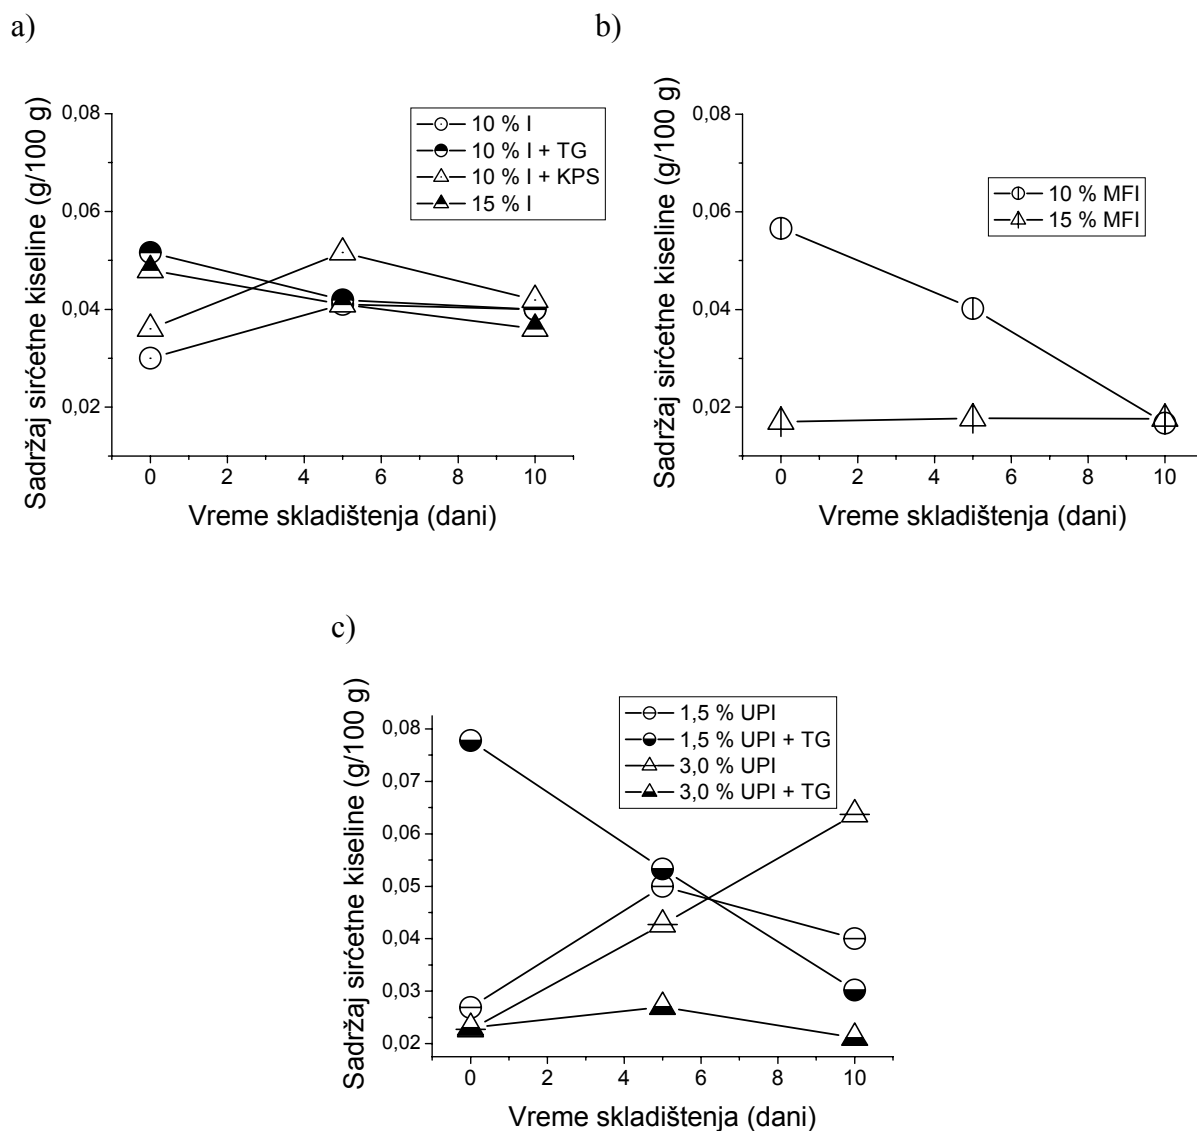 a)
Sadržaj sirćetne kiseline (g/100 g)
0,08
0,06
0,04
0,02
10 % I
10 % I + TG
10 % I + KPS
15 % I
0 2 4 6 8 10
Vreme skladištenja (dani)
b)
Sadržaj sirćetne kiseline (g/100 g)
0,08
0,06
0,04
0,02
10 % MFI
15 % MFI
0 2 4 6 8 10
Vreme skladištenja (dani)
c)
Sadržaj sirćetne kiseline (g/100 g)
0,08
0,07
0,06
0,05
0,04
0,03
0,02
1,5 % UPI
1,5 % UPI + TG
3,0 % UPI
3,0 % UPI + TG
0 2 4 6 8 10
Vreme skladištenja (dani)